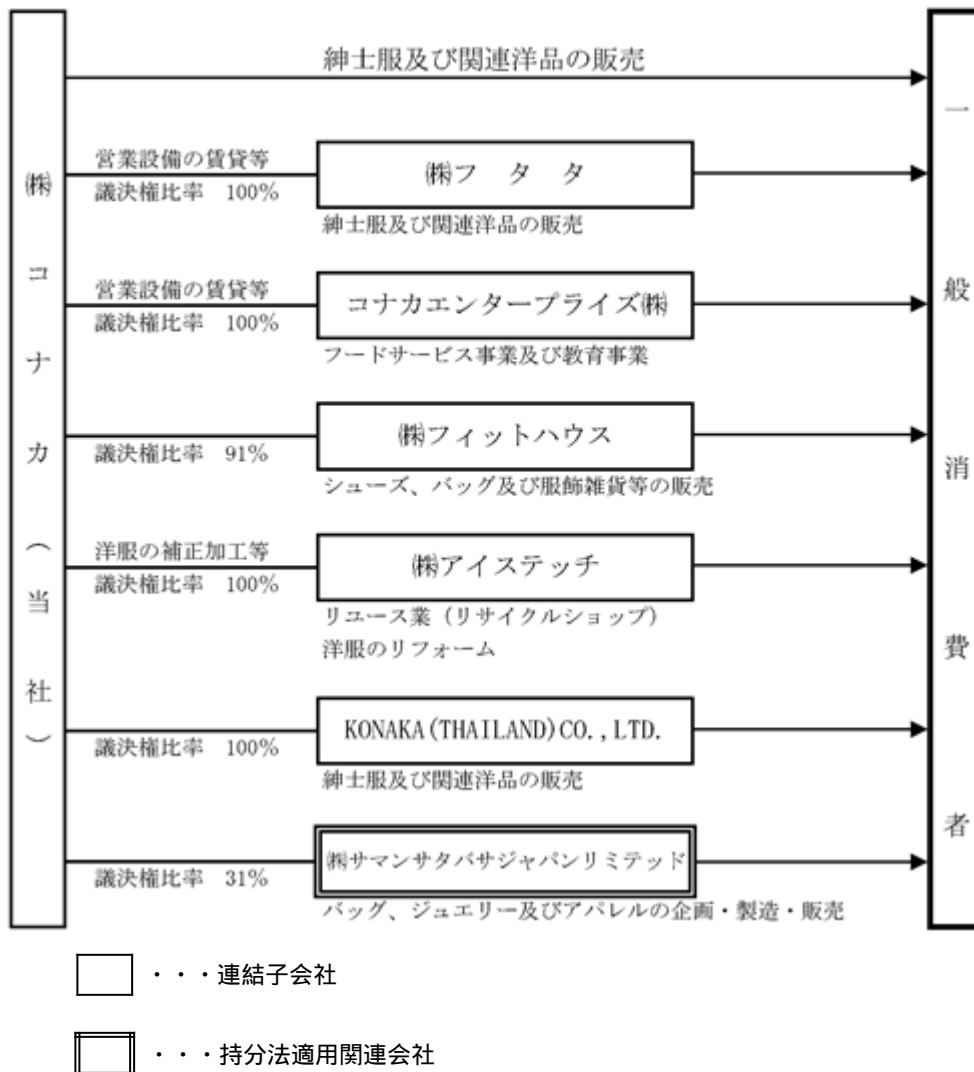 ㈱コナカ（当社）
紳士服及び関連洋品の販売
営業設備の賃貸等
議決権比率 100%
㈱フタタ
紳士服及び関連洋品の販売
営業設備の賃貸等
議決権比率 100%
コナカエンタープライズ㈱
フードサービス事業及び教育事業
議決権比率 91%
㈱フィットハウス
シューズ、バッグ及び服飾雑貨等の販売
洋服の補正加工等
議決権比率 100%
㈱アイステッチ
リユース業（リサイクルショップ）
洋服のリフォーム
議決権比率 100%
KONAKA(THAILAND)CO.,LTD.
紳士服及び関連洋品の販売
議決権比率 31%
㈱サマンサタバサジャパンリミテッド
バッグ、ジュエリー及びアパレルの企画・製造・販売
一般消費者
・・・連結子会社
・・・持分法適用関連会社